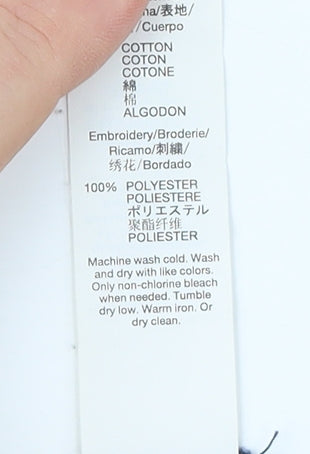 na/表地/
/Cuerpo
COTTON
COTON
COTONE
綿
棉
ALGODON
Embroidery/Broderie/
Ricamo/刺繍/
绣花/Bordado
100% POLYESTER
POLIESTERE
ポリエステル
聚酯纤维
POLIESTER
Machine wash cold. Wash
and dry with like colors.
Only non-chlorine bleach
when needed. Tumble
dry low. Warm iron. Or
dry clean.